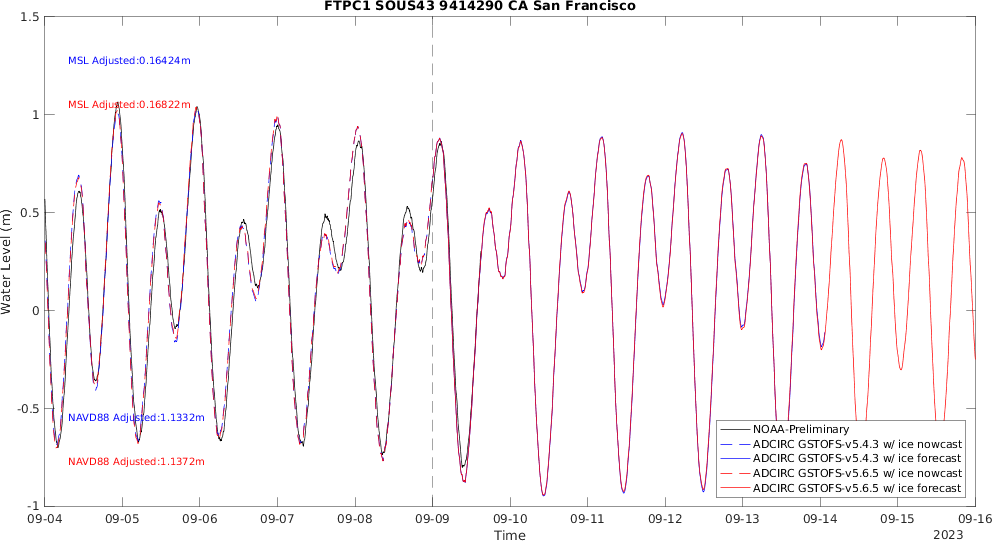 FTPC1 SOUS43 9414290 CA San Francisco
1.5
1
0.5
0
-0.5
-1
Water Level (m)
MSL Adjusted:0.16424m
MSL Adjusted:0.16822m
NAVD88 Adjusted:1.1332m
NAVD88 Adjusted:1.1372m
NOAA-Preliminary
ADCIRC GSTOFS-v5.4.3 w/ ice nowcast
ADCIRC GSTOFS-v5.4.3 w/ ice forecast
ADCIRC GSTOFS-v5.6.5 w/ ice nowcast
ADCIRC GSTOFS-v5.6.5 w/ ice forecast
09-04 09-05 09-06 09-07 09-08 09-09 09-10 09-11 09-12 09-13 09-14 09-15 09-16
Time
2023